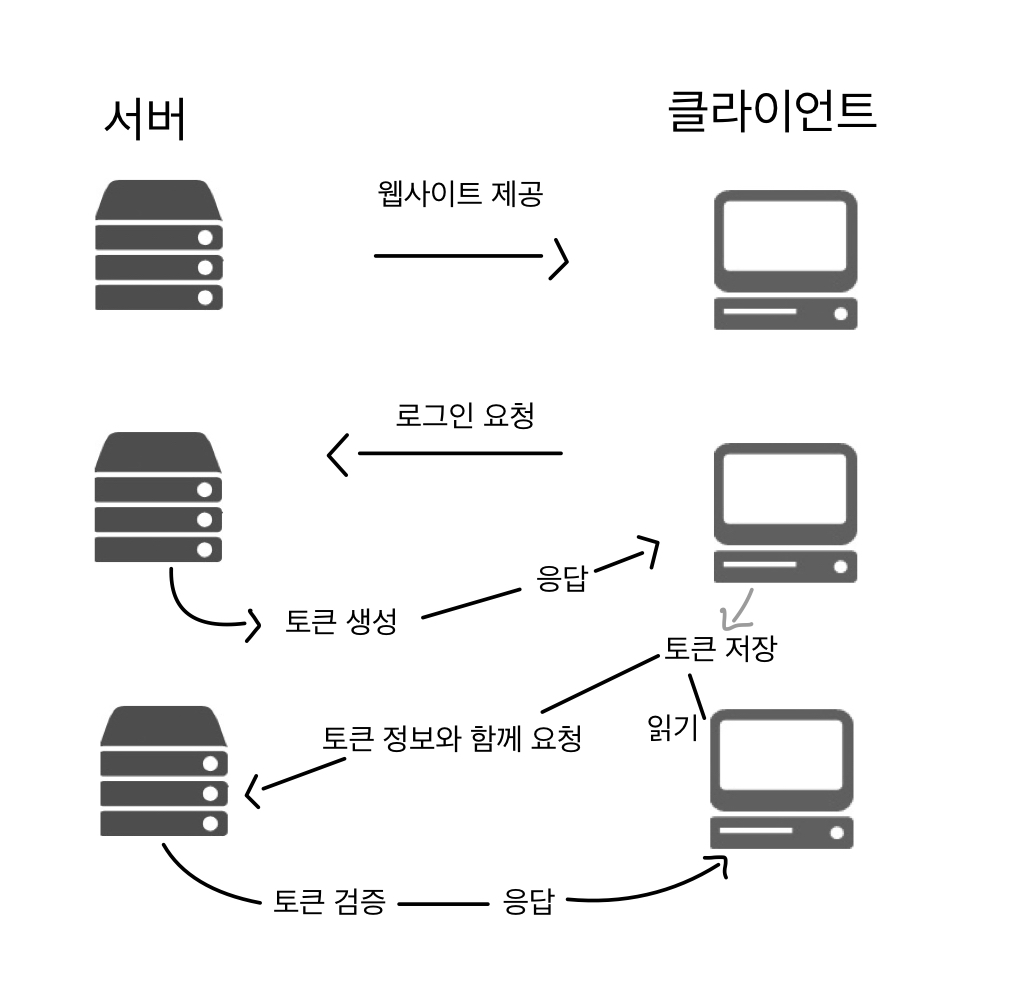 서버
클라이언트
웹사이트 제공
로그인 요청
응답
토큰 생성
토큰 저장
읽기
토큰 정보와 함께 요청
토큰 검증
응답